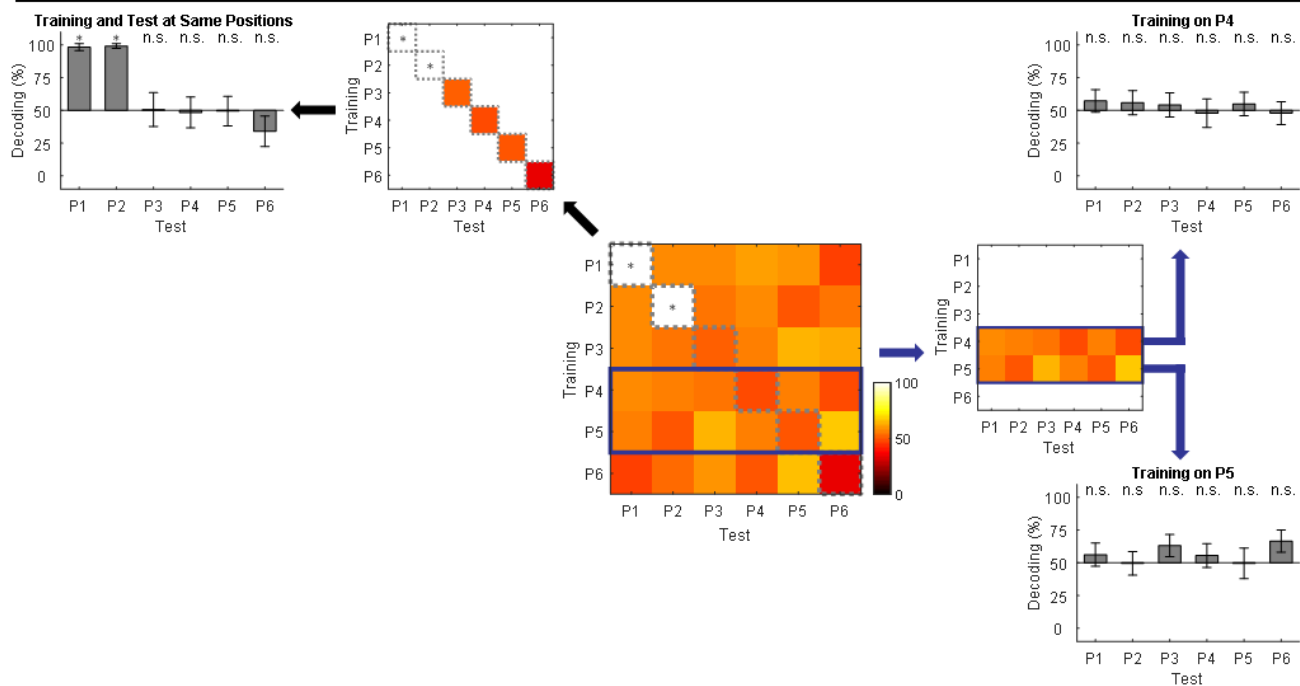 Training and Test at Same Positions
* * n.s. n.s. n.s. n.s.
100
75
50
25
0
Decoding (%)
P1 P2 P3 P4 P5 P6
Test
P1
P2
P3
P4
P5
P6
Training
*
*
P1 P2 P3 P4 P5 P6
Test
Training on P4
n.s. n.s. n.s. n.s. n.s. n.s.
100
75
50
25
0
Decoding (%)
P1 P2 P3 P4 P5 P6
Test
P1
P2
P3
P4
P5
P6
Training
*
*
P1 P2 P3 P4 P5 P6
Test
100
50
0
P1
P2
P3
P4
P5
P6
Training
P1 P2 P3 P4 P5 P6
Test
Training on P5
n.s. n.s n.s. n.s. n.s. n.s.
100
75
50
25
0
Decoding (%)
P1 P2 P3 P4 P5 P6
Test